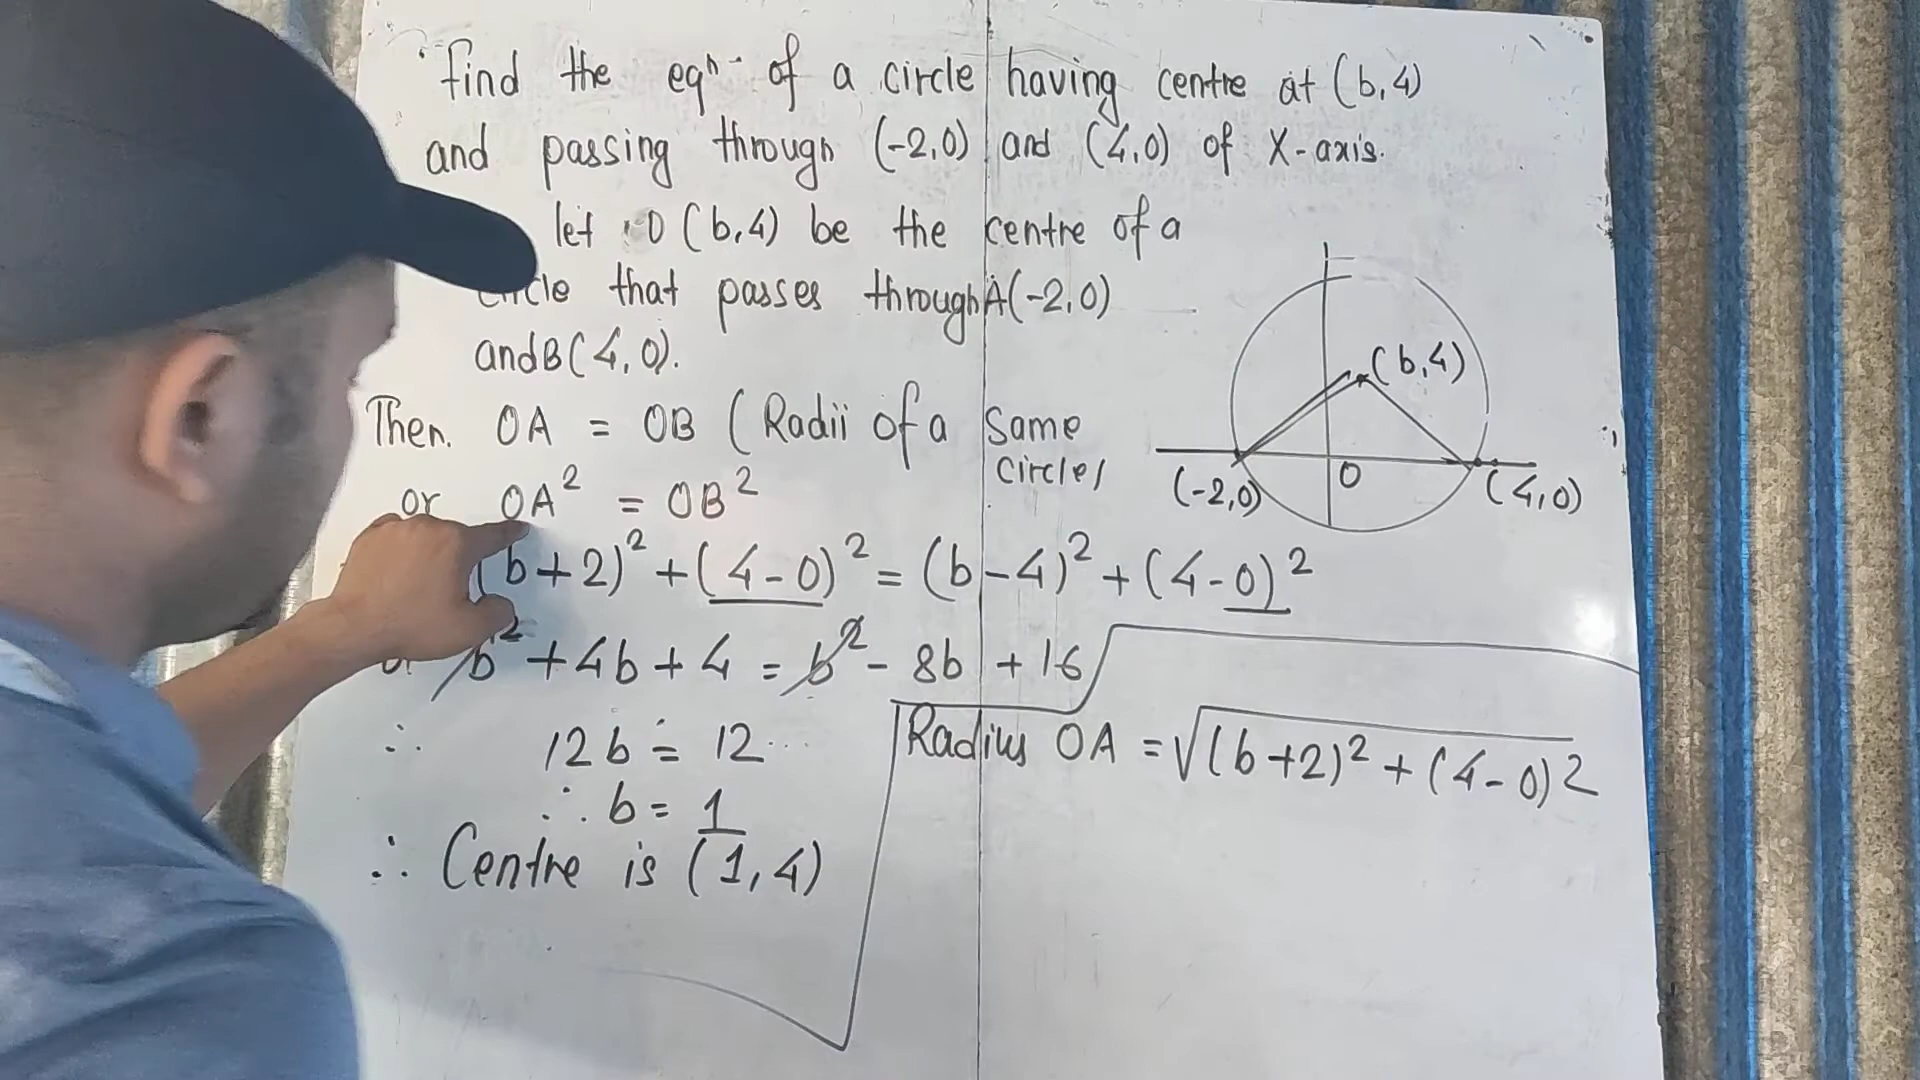 find the eqⁿ of a circle having centre at (b,4)
and passing through (-2,0) and (4,0) of X-axis.
let O (b,4) be the centre of a
circle that passes through A(-2,0)
and B(4,0).
Then. OA = OB (Radii of a same
circle)
or OA² = OB²
(b+2)² + (4-0)² = (b-4)² + (4-0)²
or b² + 4b + 4 = b² - 8b + 16
∴ 12b = 12
∴ b = 1
∴ Centre is (1,4)
(b,4)
(-2,0)
O
(4,0)
Radius OA = √(b+2)² + (4-0)²